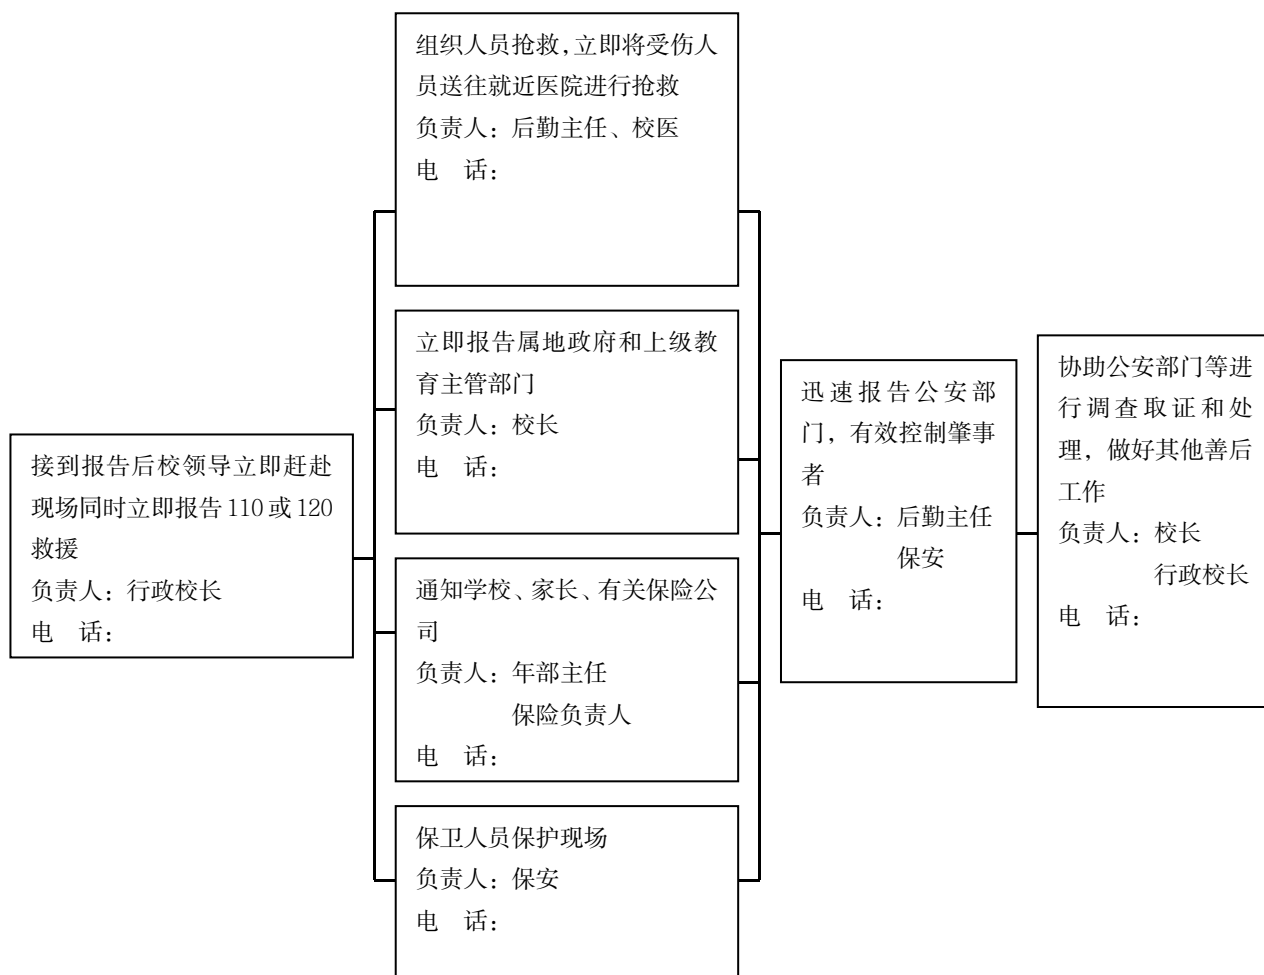 接到报告后校领导立即赶赴
现场同时立即报告110或120
救援
负责人：行政校长
电　话：
组织人员抢救，立即将受伤人
员送往就近医院进行抢救
负责人：后勤主任、校医
电　话：
立即报告属地政府和上级教
育主管部门
负责人：校长
电　话：
通知学校、家长、有关保险公
司
负责人：年部主任
保险负责人
电　话：
保卫人员保护现场
负责人：保安
电　话：
迅速报告公安部
门，有效控制肇事
者
负责人：后勤主任
保安
电　话：
协助公安部门等进
行调查取证和处
理，做好其他善后
工作
负责人：校长
行政校长
电　话：